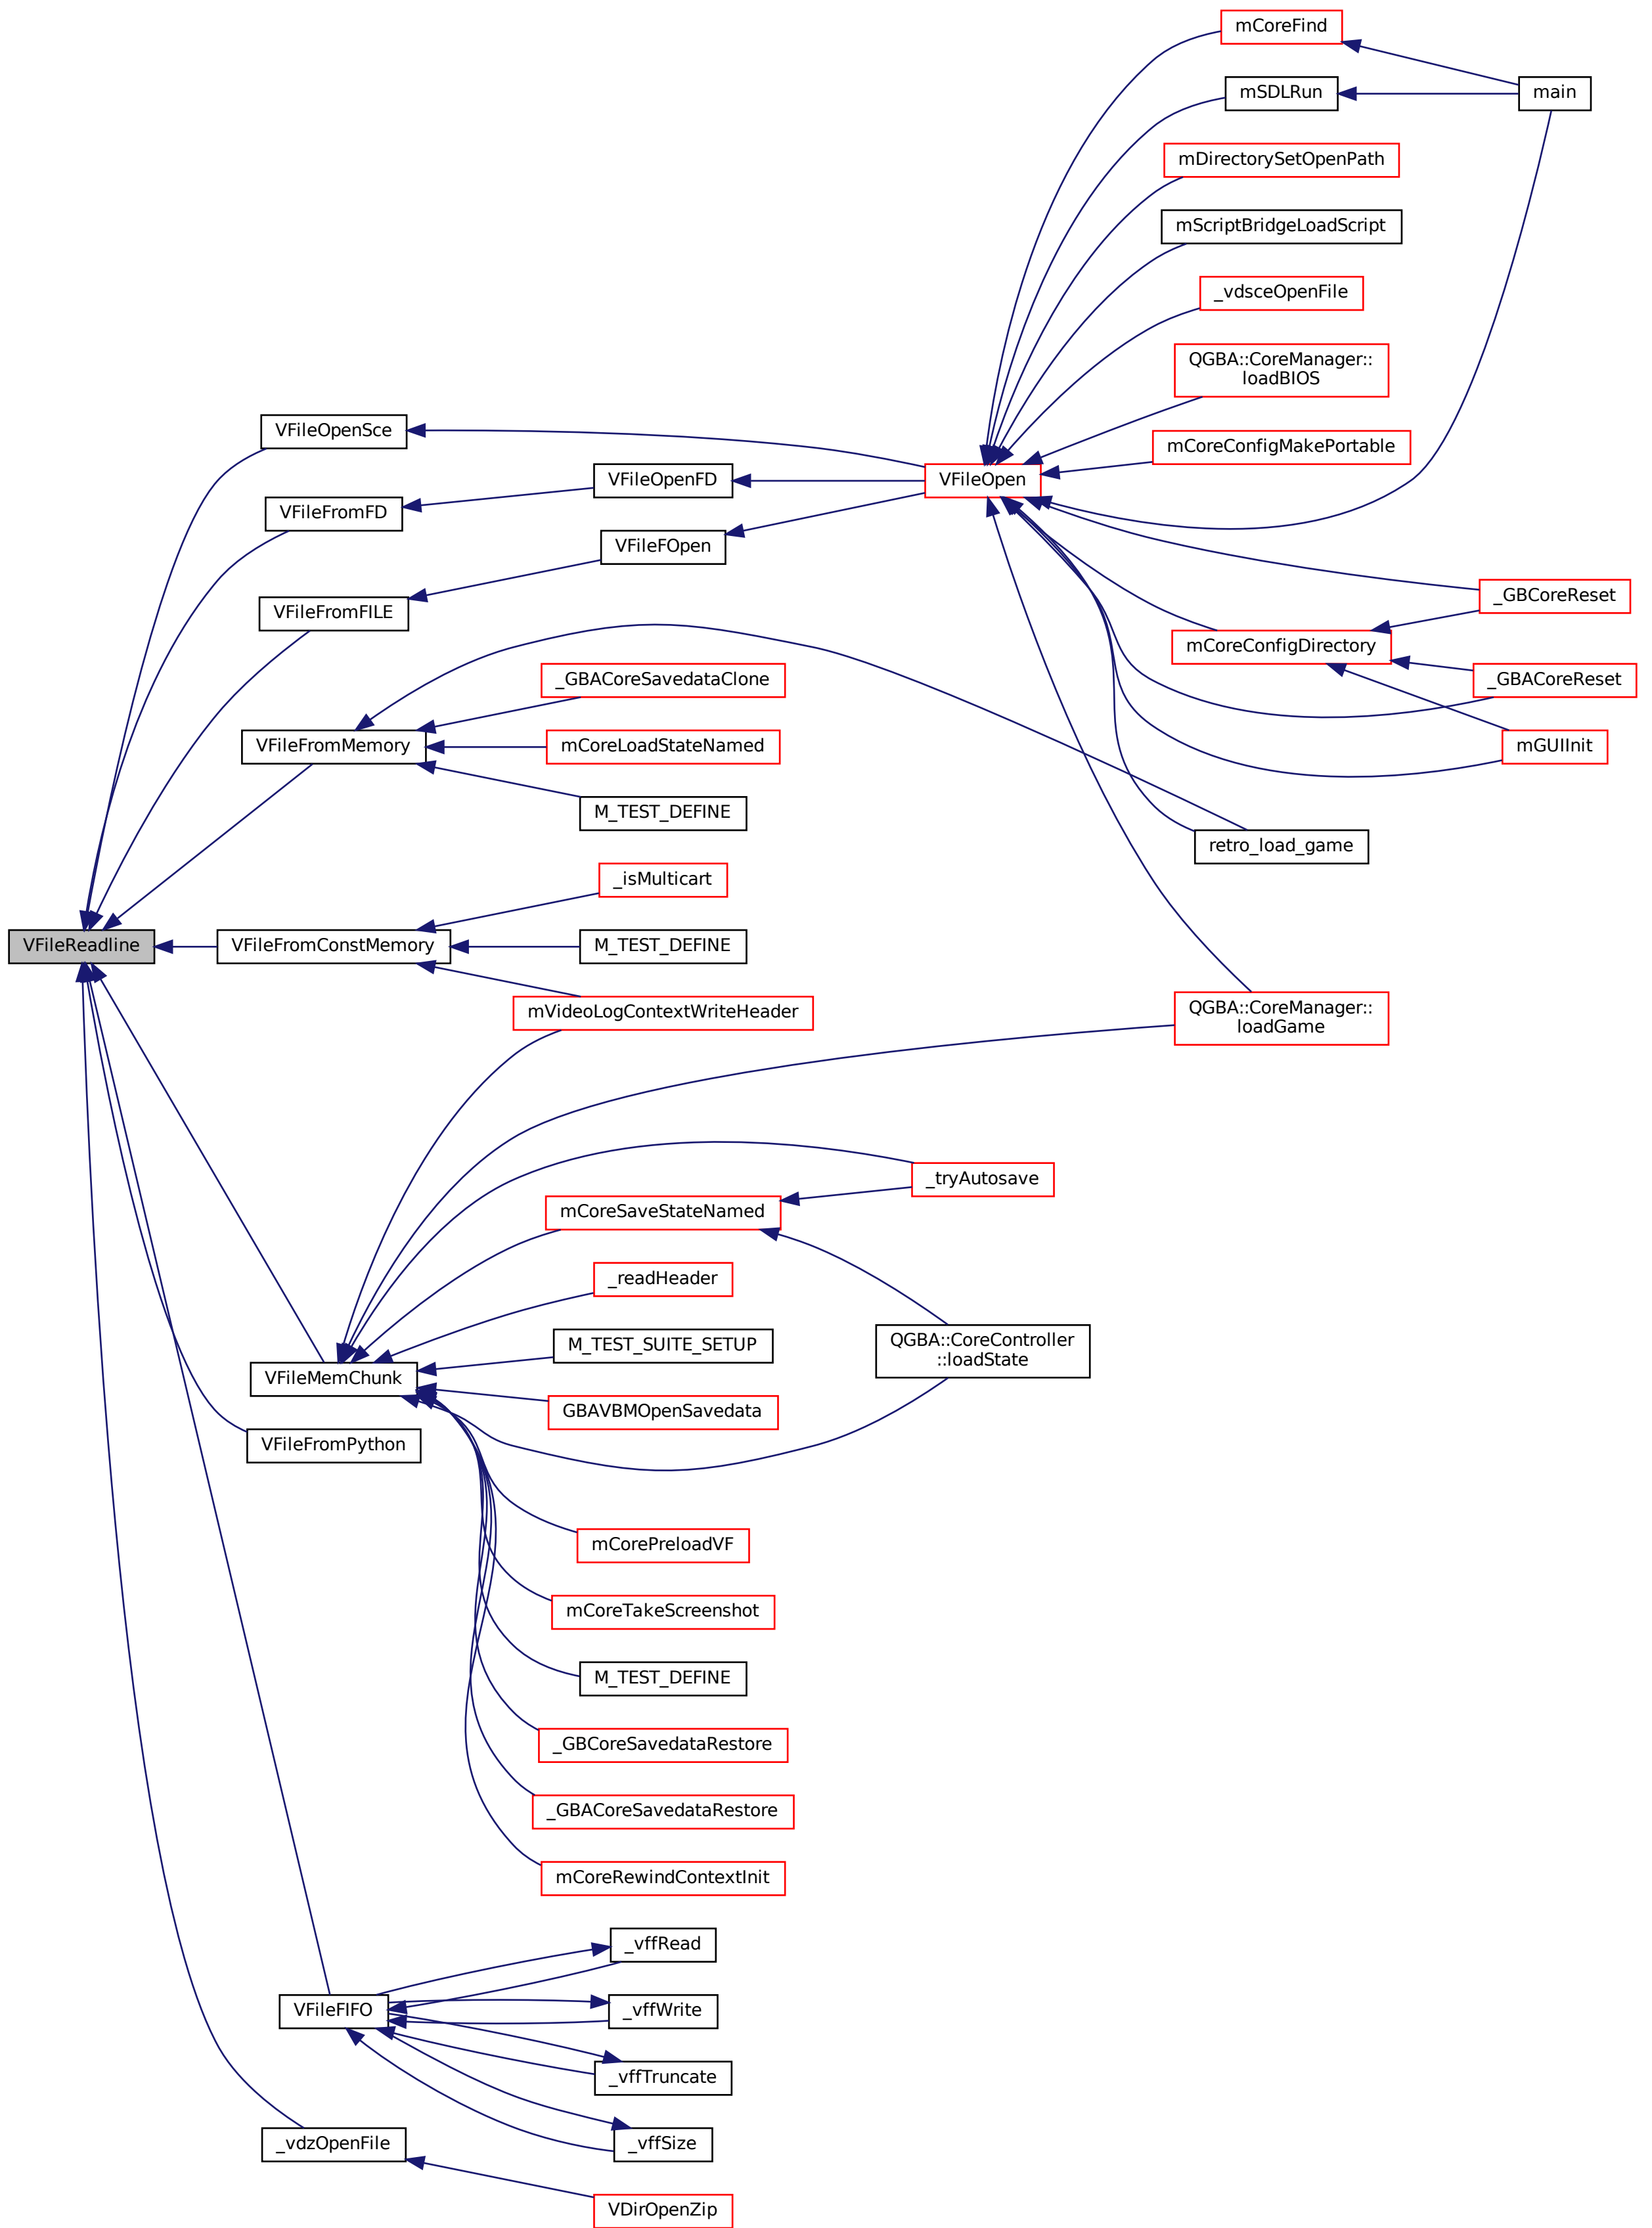 mCoreFind
mSDLRun
main
mDirectorySetOpenPath
mScriptBridgeLoadScript
_vdsceOpenFile
QGBA::CoreManager::
loadBIOS
VFileOpenSce
mCoreConfigMakePortable
VFileOpenFD
VFileOpen
VFileFromFD
VFileFOpen
_GBCoreReset
VFileFromFILE
mCoreConfigDirectory
_GBACoreSavedataClone
_GBACoreReset
VFileFromMemory
mCoreLoadStateNamed
mGUIInit
M_TEST_DEFINE
retro_load_game
_isMulticart
VFileReadline
VFileFromConstMemory
M_TEST_DEFINE
mVideoLogContextWriteHeader
QGBA::CoreManager::
loadGame
_tryAutosave
mCoreSaveStateNamed
_readHeader
M_TEST_SUITE_SETUP
QGBA::CoreController
::loadState
VFileMemChunk
GBAVBMOpenSavedata
VFileFromPython
mCorePreloadVF
mCoreTakeScreenshot
M_TEST_DEFINE
_GBCoreSavedataRestore
_GBACoreSavedataRestore
mCoreRewindContextInit
_vffRead
VFileFIFO
_vffWrite
_vffTruncate
_vdzOpenFile
_vffSize
VDirOpenZip